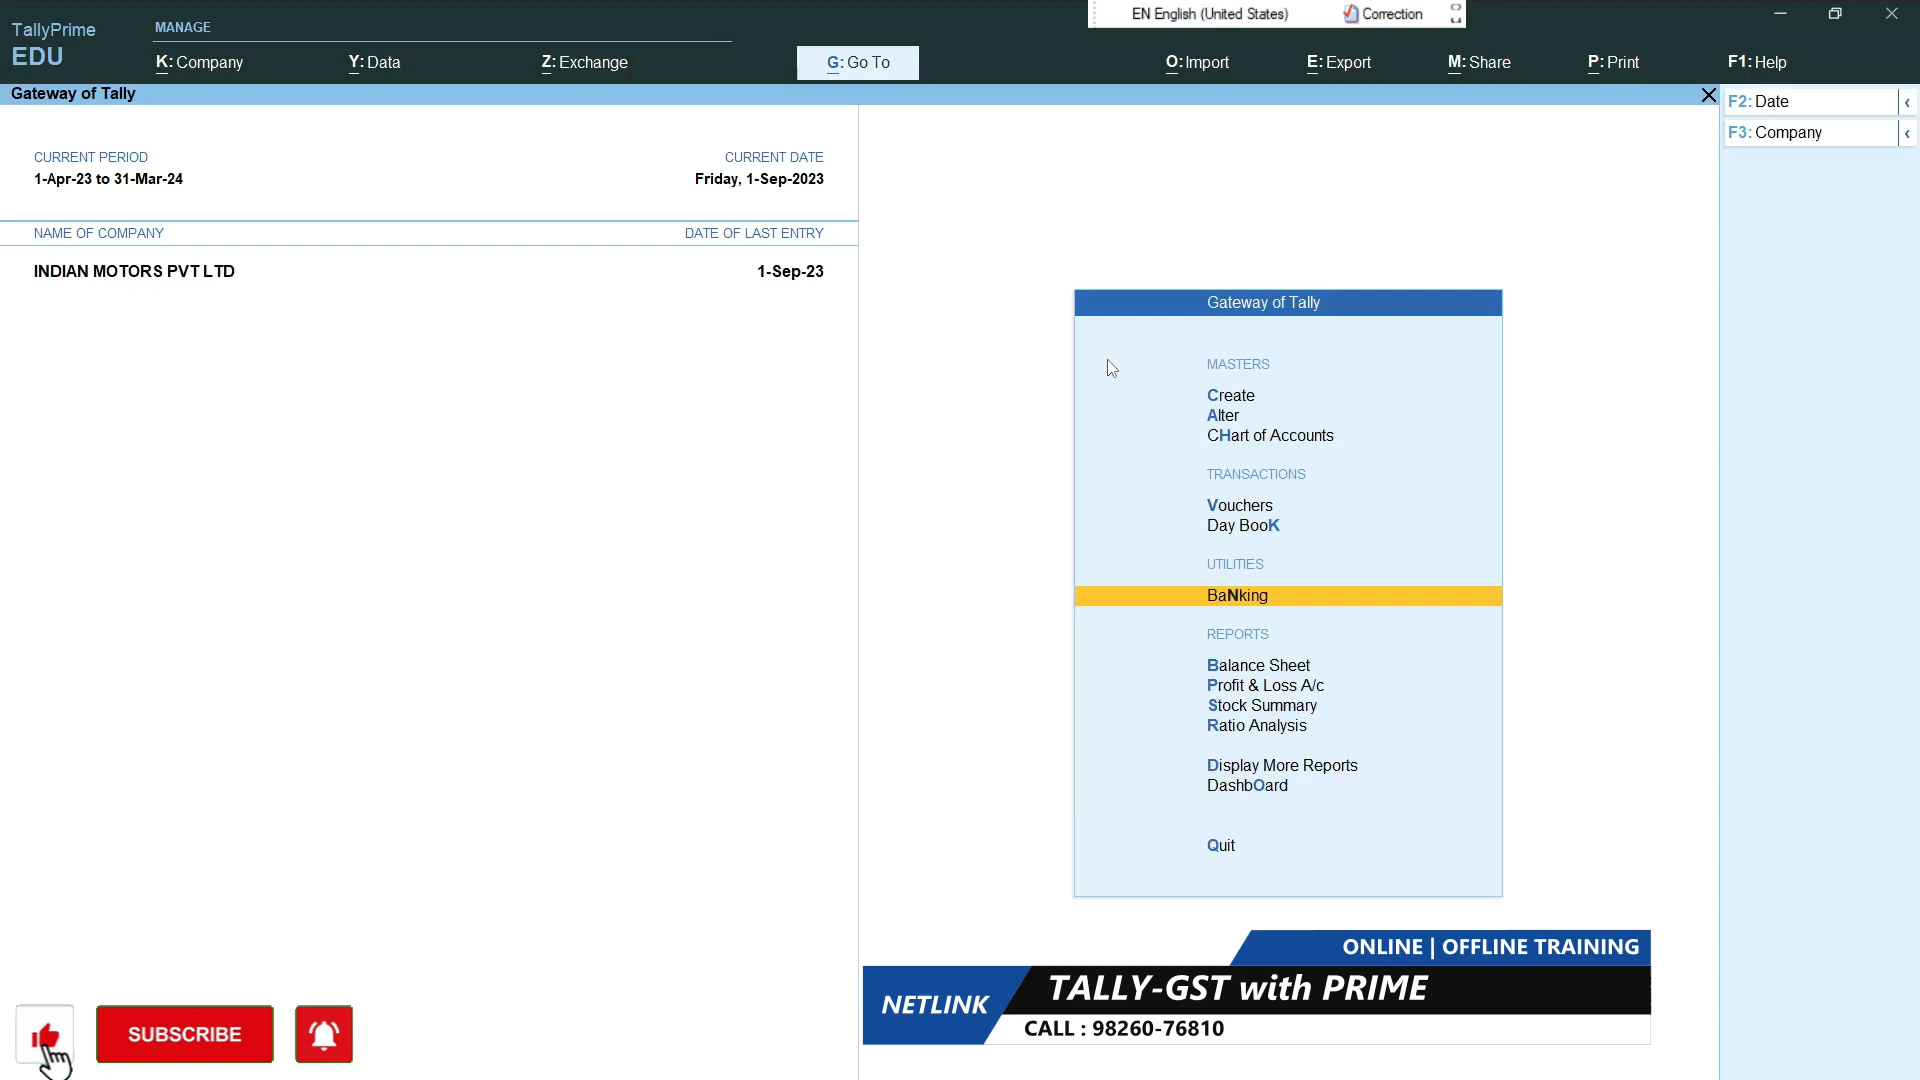 EN English (United States) Correction
TallyPrime
EDU
MANAGE
K: Company Y: Data Z: Exchange G: Go To O: Import E: Export M: Share P: Print F1: Help
Gateway of Tally
F2: Date
F3: Company
CURRENT PERIOD CURRENT DATE
1-Apr-23 to 31-Mar-24 Friday, 1-Sep-2023
NAME OF COMPANY DATE OF LAST ENTRY
INDIAN MOTORS PVT LTD 1-Sep-23
Gateway of Tally
MASTERS
Create
Alter
CHart of Accounts
TRANSACTIONS
Vouchers
Day BooK
UTILITIES
BaNking
REPORTS
Balance Sheet
Profit & Loss A/c
Stock Summary
Ratio Analysis
Display More Reports
DashbOard
Quit
ONLINE | OFFLINE TRAINING
NETLINK
TALLY-GST with PRIME
CALL : 98260-76810
SUBSCRIBE